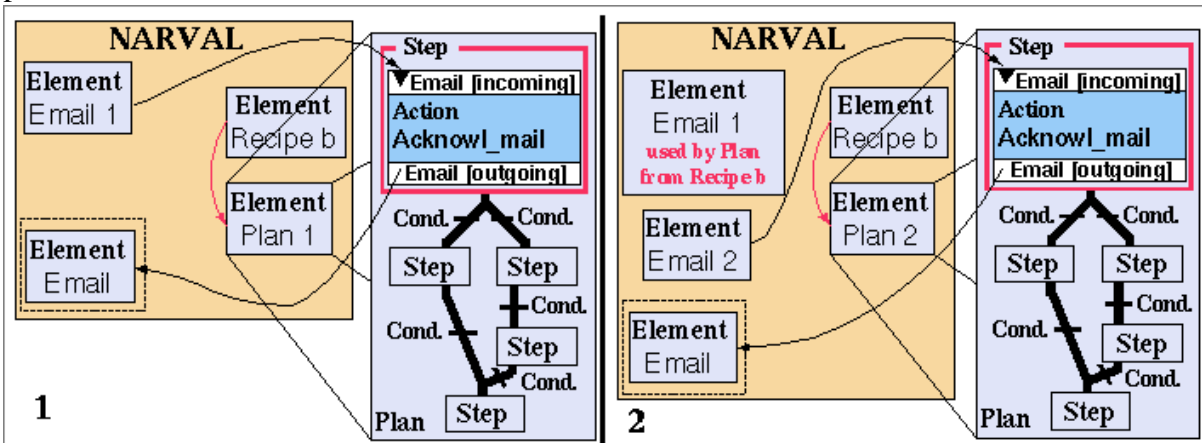 NARVAL
Element
Email 1
Element
Recipe b
Element
Plan 1
Element
Email
1
Step
Email [incoming]
Action
Acknowl_mail
Email [outgoing]
Cond.
Cond.
Step
Step
Cond.
Cond.
Step
Cond.
Step
Plan
NARVAL
Element
Email 1
used by Plan
from Recipe b
Element
Recipe b
Element
Email 2
Element
Plan 2
Element
Email
2
Step
Email [incoming]
Action
Acknowl_mail
Email [outgoing]
Cond.
Cond.
Step
Step
Cond.
Cond.
Step
Cond.
Step
Plan